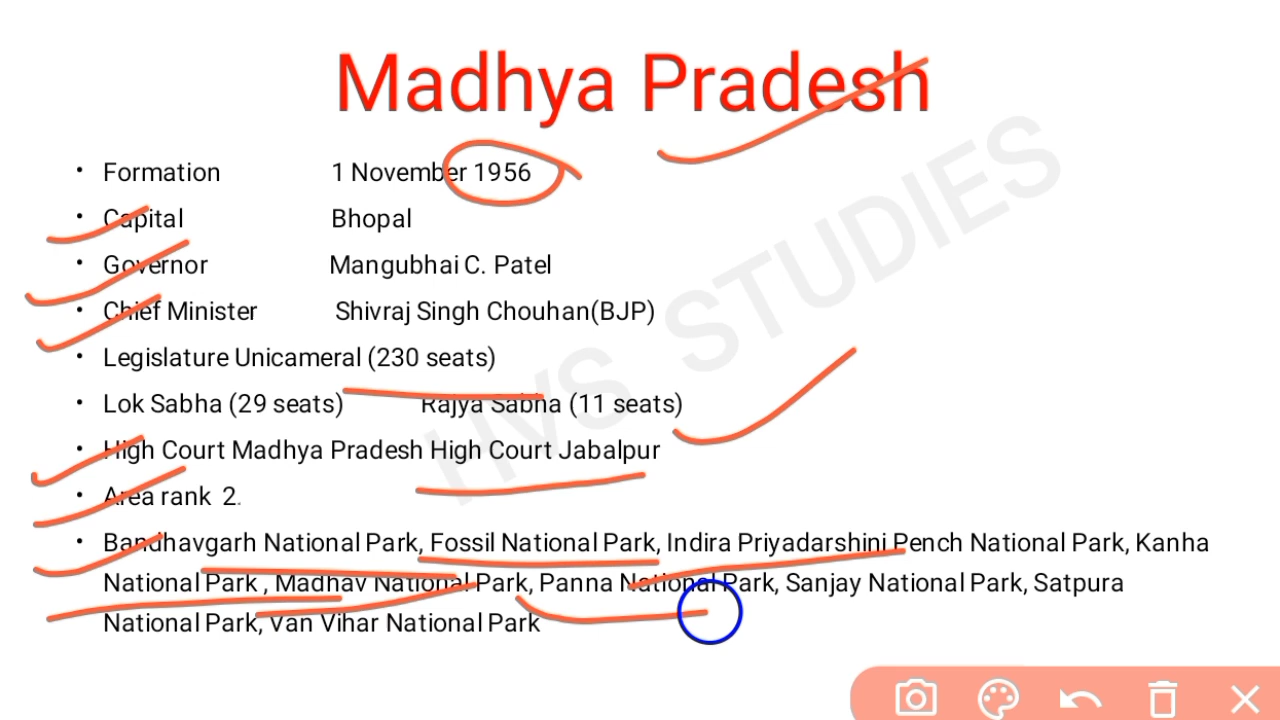 Madhya Pradesh
• Formation 1 November 1956
• Capital Bhopal
• Governor Mangubhai C. Patel
• Chief Minister Shivraj Singh Chouhan(BJP)
• Legislature Unicameral (230 seats)
• Lok Sabha (29 seats) Rajya Sabha (11 seats)
• High Court Madhya Pradesh High Court Jabalpur
• Area rank 2.
• Bandhavgarh National Park, Fossil National Park, Indira Priyadarshini Pench National Park, Kanha
National Park , Madhav National Park, Panna National Park, Sanjay National Park, Satpura
National Park, Van Vihar National Park
HVS STUDIES